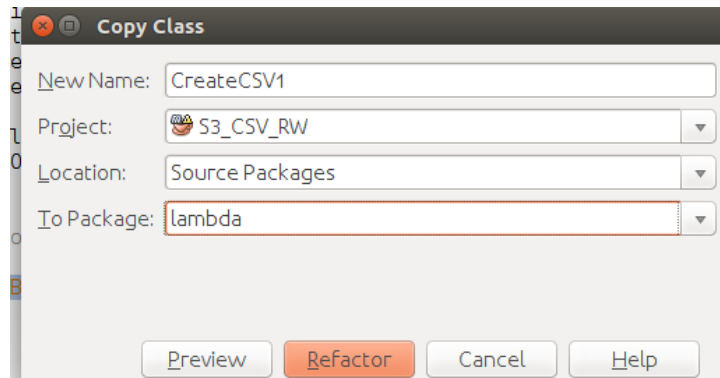 Copy Class
New Name: CreateCSV1
Project: S3_CSV_RW
Location: Source Packages
To Package: lambda
Preview Refactor Cancel Help